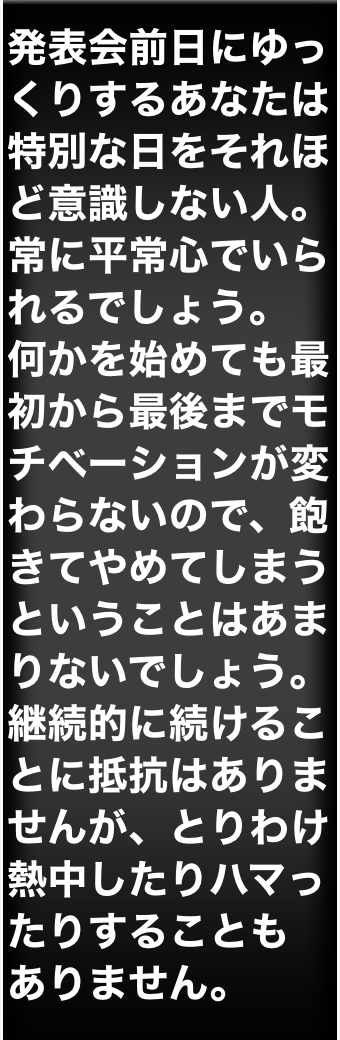 発表会前日にゆっ
くりするあなたは
特別な日をそれほ
ど意識しない人。
常に平常心でいら
れるでしょう。
何かを始めても最
初から最後までモ
チベーションが変
わらないので、飽
きてやめてしまう
ということはあま
りないでしょう。
継続的に続けるこ
とに抵抗はありま
せんが、とりわけ
熱中したりハマっ
たりすることも
ありません。